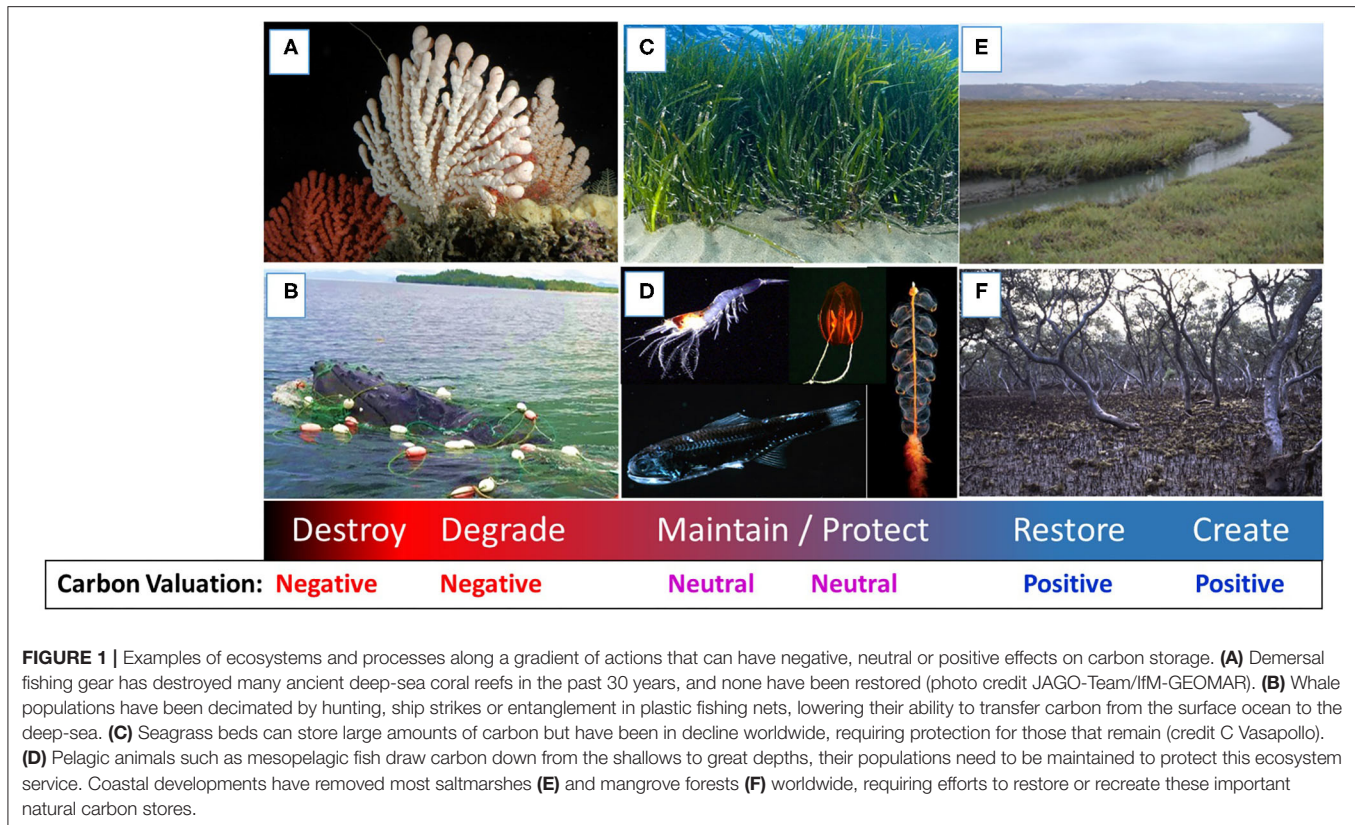 A
C
E
B
D
F
Destroy Degrade Maintain / Protect Restore Create
Carbon Valuation: Negative Negative Neutral Neutral Positive Positive
FIGURE 1 | Examples of ecosystems and processes along a gradient of actions that can have negative, neutral or positive effects on carbon storage. (A) Demersal
fishing gear has destroyed many ancient deep-sea coral reefs in the past 30 years, and none have been restored (photo credit JAGO-Team/IfM-GEOMAR). (B) Whale
populations have been decimated by hunting, ship strikes or entanglement in plastic fishing nets, lowering their ability to transfer carbon from the surface ocean to the
deep-sea. (C) Seagrass beds can store large amounts of carbon but have been in decline worldwide, requiring protection for those that remain (credit C Vasapollo).
(D) Pelagic animals such as mesopelagic fish draw carbon down from the shallows to great depths, their populations need to be maintained to protect this ecosystem
service. Coastal developments have removed most saltmarshes (E) and mangrove forests (F) worldwide, requiring efforts to restore or recreate these important
natural carbon stores.